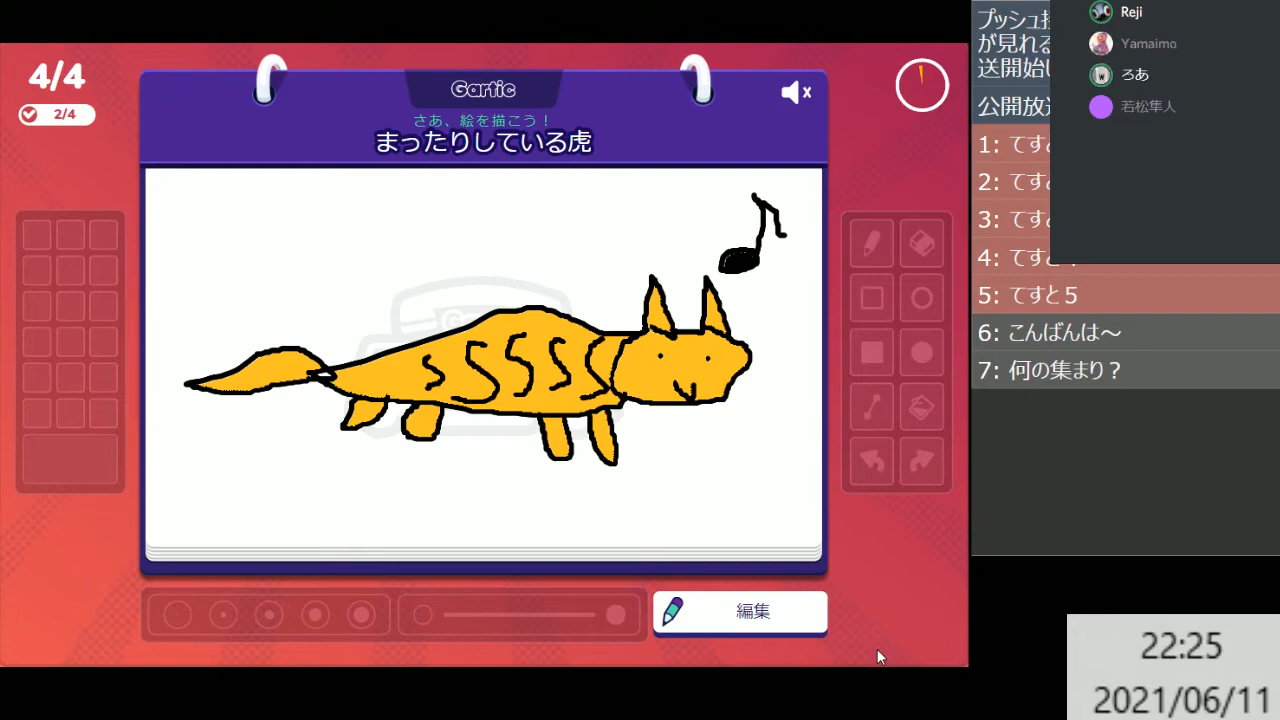 4/4
2/4
Gartic
さあ、絵を描こう！
まったりしている虎
編集
プッシュ
が見れる
送開始
公開放送
1: てすと
2: てすと
3: てすと
4: てすと
5: てすと５
6: こんばんは～
7: 何の集まり？
Reji
Yamaimo
ろあ
若松隼人
22:25
2021/06/11